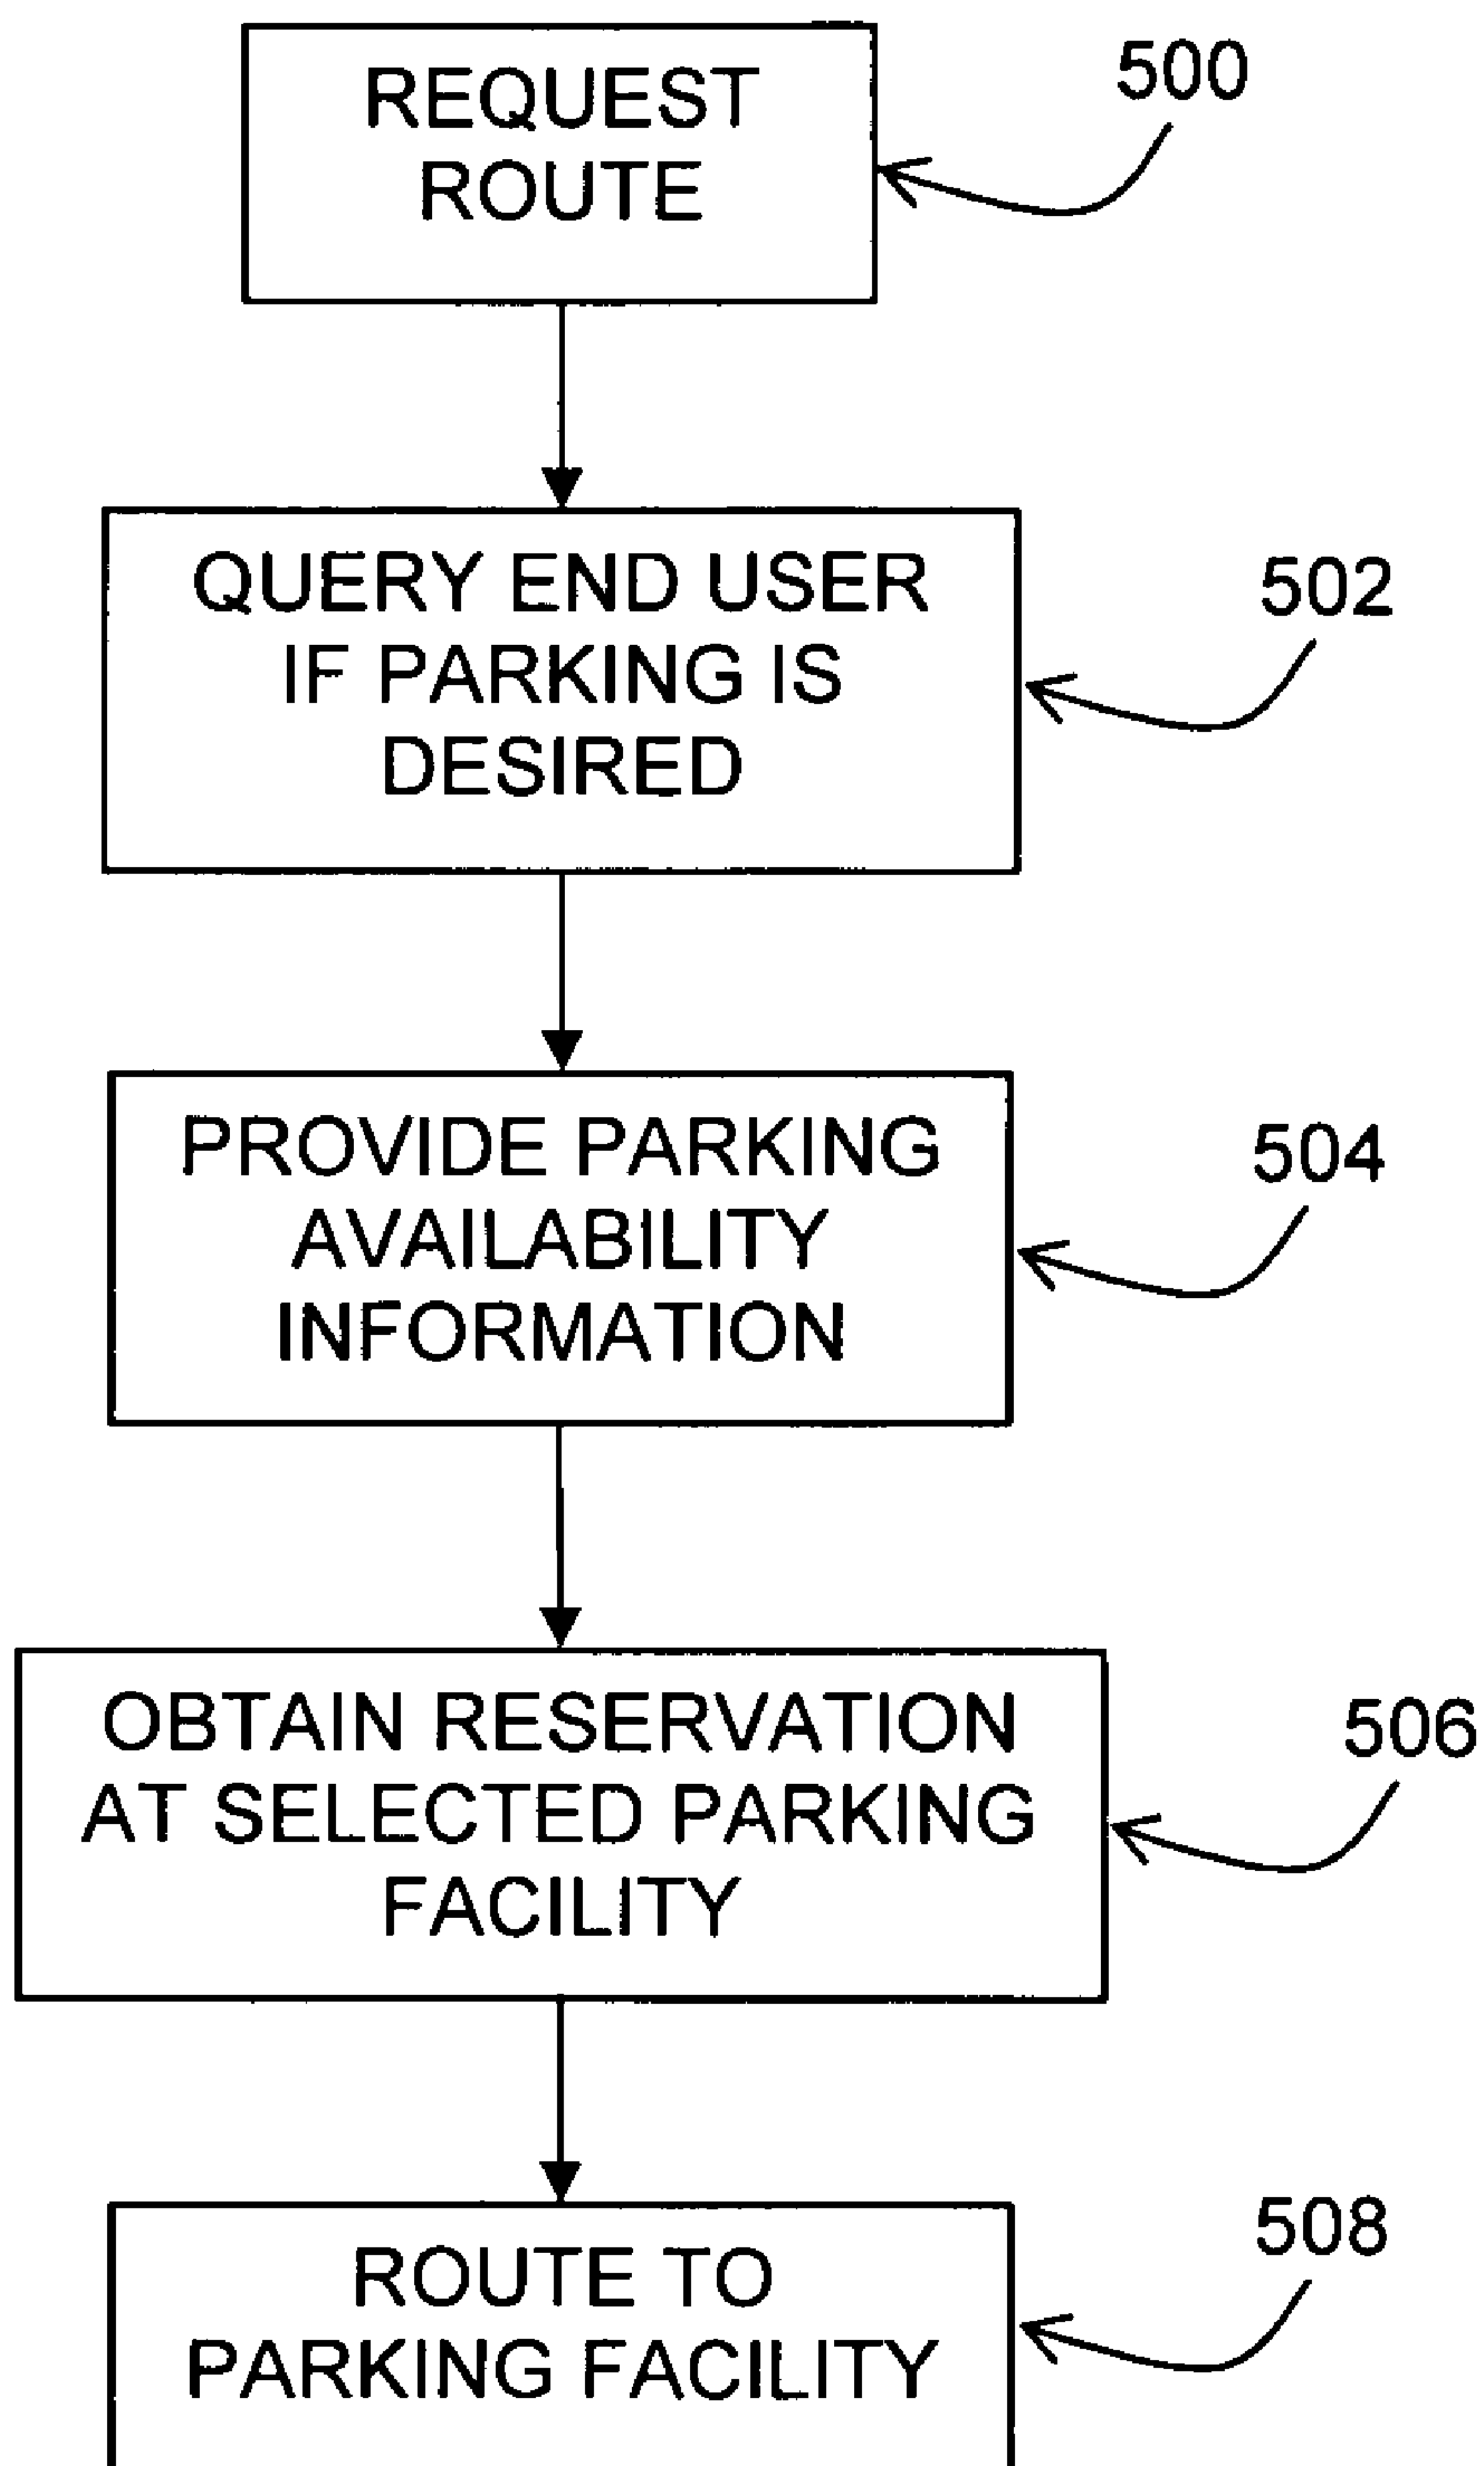 REQUEST
ROUTE
500
QUERY END USER
IF PARKING IS
DESIRED
502
PROVIDE PARKING
AVAILABILITY
INFORMATION
504
OBTAIN RESERVATION
AT SELECTED PARKING
FACILITY
506
ROUTE TO
PARKING FACILITY
508